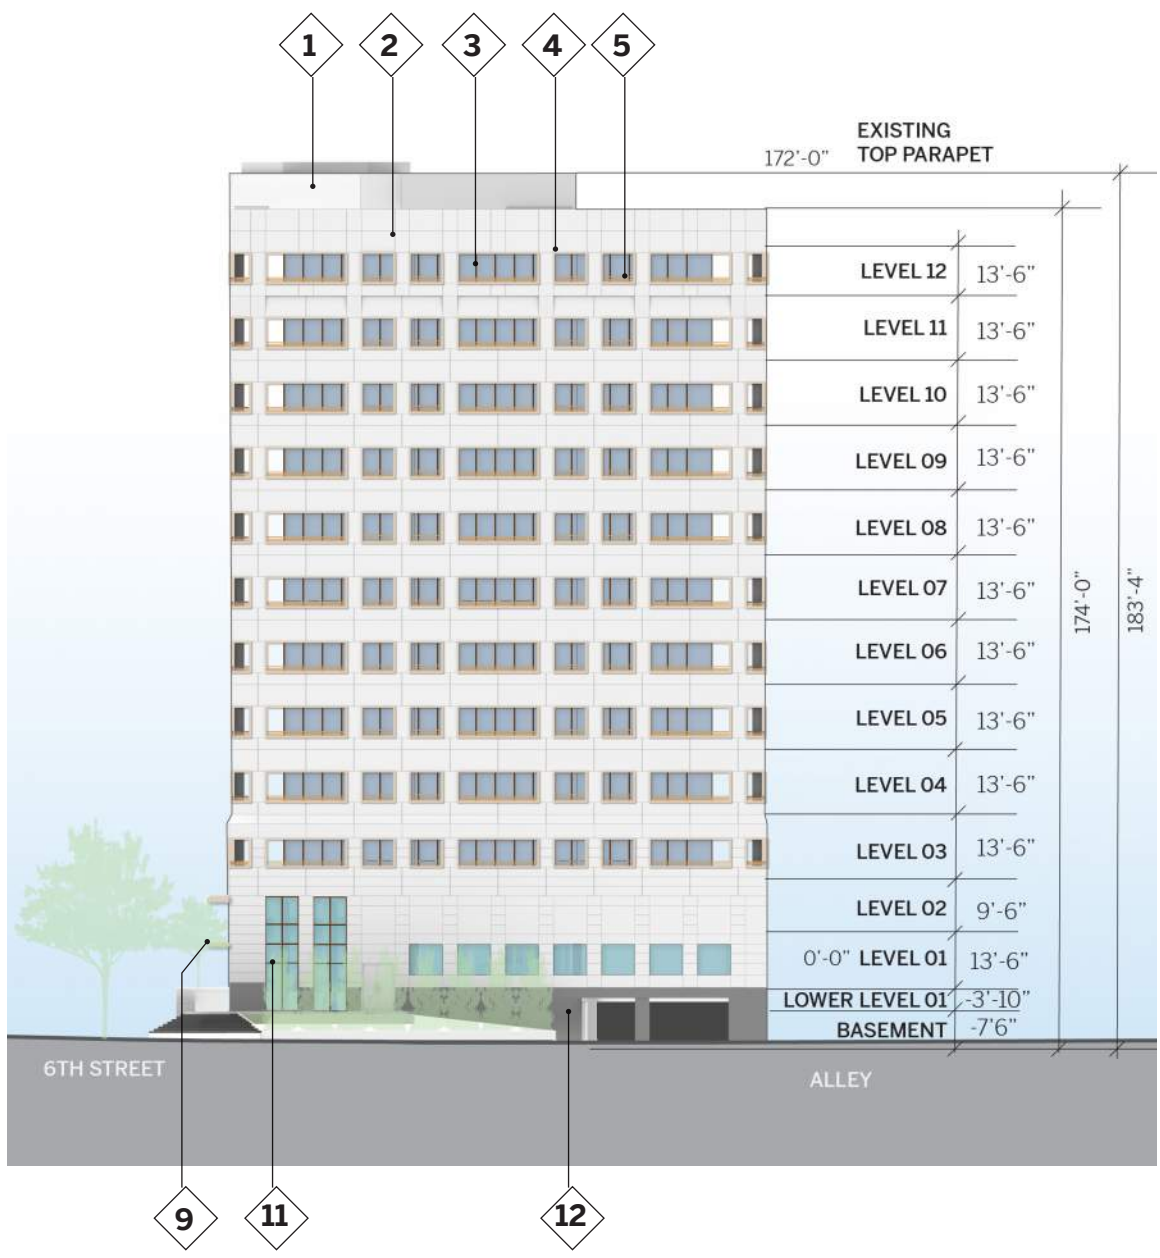 1 2 3 4 5
EXISTING
172'-0" TOP PARAPET
LEVEL 12 13'-6"
LEVEL 11 13'-6"
LEVEL 10 13'-6"
LEVEL 09 13'-6"
LEVEL 08 13'-6"
LEVEL 07 13'-6"
174'-0"
183'-4"
LEVEL 06 13'-6"
LEVEL 05 13'-6"
LEVEL 04 13'-6"
LEVEL 03 13'-6"
LEVEL 02 9'-6"
0'-0" LEVEL 01 13'-6"
LOWER LEVEL 01 -3'-10"
BASEMENT -7'6"
6TH STREET
ALLEY
9 11 12